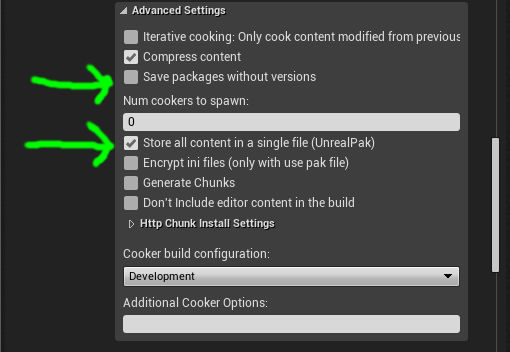 Advanced Settings
Iterative cooking: Only cook content modified from previous
Compress content
Save packages without versions
Num cookers to spawn:
0
Store all content in a single file (UnrealPak)
Encrypt ini files (only with use pak file)
Generate Chunks
Don't Include editor content in the build
Http Chunk Install Settings
Cooker build configuration:
Development
Additional Cooker Options: